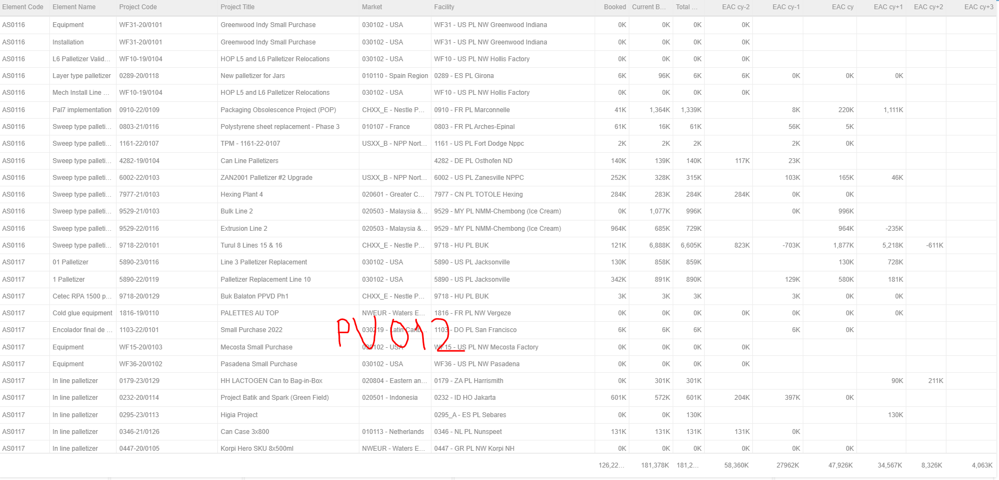 Element Code Element Name Project Code Project Title Market Facility Booked Current B... Total ... EAC cy-2 EAC cy-1 EAC cy EAC cy+1 EAC cy+2 EAC cy+3
AS0116 Equipment WF31-20/0101 Greenwood Indy Small Purchase 030102 - USA WF31 - US PL NW Greenwood Indiana 0K 0K 0K 0K
AS0116 Installation WF31-20/0101 Greenwood Indy Small Purchase 030102 - USA WF31 - US PL NW Greenwood Indiana 0K 0K 0K 0K
AS0116 L6 Palletizer Valid... WF10-19/0104 HOP L5 and L6 Palletizer Relocations 030102 - USA WF10 - US PL NW Hollis Factory 0K 0K 0K 0K
AS0116 Layer type palletizer 0289-20/0118 New palletizer for Jars 010110 - Spain Region 0289 - ES PL Girona 6K 96K 6K 6K 0K 0K 0K
AS0116 Mech Install Line ... WF10-19/0104 HOP L5 and L6 Palletizer Relocations 030102 - USA WF10 - US PL NW Hollis Factory 0K 0K 0K 0K
AS0116 Pal7 implementation 0910-22/0109 Packaging Obsolescence Project (POP) CHXX_E - Nestle P... 0910 - FR PL Marconnelle 41K 1,364K 1,339K 8K 220K 1,111K
AS0116 Sweep type palleti... 0803-21/0116 Polystyrene sheet replacement - Phase 3 010107 - France 0803 - FR PL Arches-Epinal 61K 16K 61K 56K 5K
AS0116 Sweep type palleti... 1161-22/0107 TPM - 1161-22-0107 USXX_B - NPP Nort... 1161 - US PL Fort Dodge Nppc 2K 2K 2K 2K 0K
AS0116 Sweep type palleti... 4282-19/0104 Can Line Palletizers 4282 - DE PL Osthofen ND 140K 139K 140K 117K 23K
AS0116 Sweep type palleti... 6002-22/0103 ZAN2001 Palletizer #2 Upgrade USXX_B - NPP Nort... 6002 - US PL Zanesville NPPC 252K 328K 315K 103K 165K 46K
AS0116 Sweep type palleti... 7977-21/0103 Hexing Plant 4 020601 - Greater C... 7977 - CN PL TOTOLE Hexing 284K 283K 284K 284K 0K 0K
AS0116 Sweep type palleti... 9529-21/0103 Bulk Line 2 020503 - Malaysia &... 9529 - MY PL NMM-Chembong (Ice Cream) 0K 1,077K 996K 0K 996K
AS0116 Sweep type palleti... 9529-22/0116 Extrusion Line 2 020503 - Malaysia &... 9529 - MY PL NMM-Chembong (Ice Cream) 964K 685K 729K 964K -235K
AS0116 Sweep type palleti... 9718-22/0101 Turul 8 Lines 15 & 16 CHXX_E - Nestle P... 9718 - HU PL BUK 121K 6,888K 6,605K 823K -703K 1,877K 5,218K -611K
AS0117 01 Palletizer 5890-23/0116 Line 3 Palletizer Replacement 030102 - USA 5890 - US PL Jacksonville 130K 858K 859K 130K 728K
AS0117 1 Palletizer 5890-22/0119 Palletizer Replacement Line 10 030102 - USA 5890 - US PL Jacksonville 342K 891K 890K 129K 580K 181K
AS0117 Cetec RPA 1500 p... 9718-20/0129 Buk Balaton PPVD Ph1 CHXX_E - Nestle P... 9718 - HU PL BUK 3K 3K 3K 3K 0K 0K
AS0117 Cold glue equipment 1816-19/0110 PALETTES AU TOP NWEUR - Waters E... 1816 - FR PL NW Vergeze 0K 0K 0K 0K 0K 0K 0K
AS0117 Encolador final de ... 1103-22/0101 Small Purchase 2022 030219 - Latin Carib... 1103 - DO PL San Francisco 6K 6K 6K 6K 0K
PV012
AS0117 Equipment WF15-20/0103 Mecosta Small Purchase 030102 - USA WF15 - US PL NW Mecosta Factory 0K 0K 0K 0K
AS0117 Equipment WF36-20/0102 Pasadena Small Purchase 030102 - USA WF36 - US PL NW Pasadena 0K 0K 0K 0K
AS0117 In line palletizer 0179-23/0129 HH LACTOGEN Can to Bag-in-Box 020804 - Eastern an... 0179 - ZA PL Harrismith 0K 301K 301K 90K 211K
AS0117 In line palletizer 0232-20/0114 Project Batik and Spark (Green Field) 020501 - Indonesia 0232 - ID HO Jakarta 601K 572K 601K 204K 397K 0K
AS0117 In line palletizer 0295-23/0113 Higia Project 0295_A - ES PL Sebares 0K 0K 130K 130K
AS0117 In line palletizer 0346-21/0126 Can Case 3x800 010113 - Netherlands 0346 - NL PL Nunspeet 131K 131K 131K 131K 0K
AS0117 In line palletizer 0447-20/0105 Korpi Hero SKU 8x500ml NWEUR - Waters E... 0447 - GR PL NW Korpi NH 0K 0K 0K 0K 0K 0K
126,22... 181,378K 181,2... 58,360K 27962K 47,926K 34,567K 8,326K 4,063K